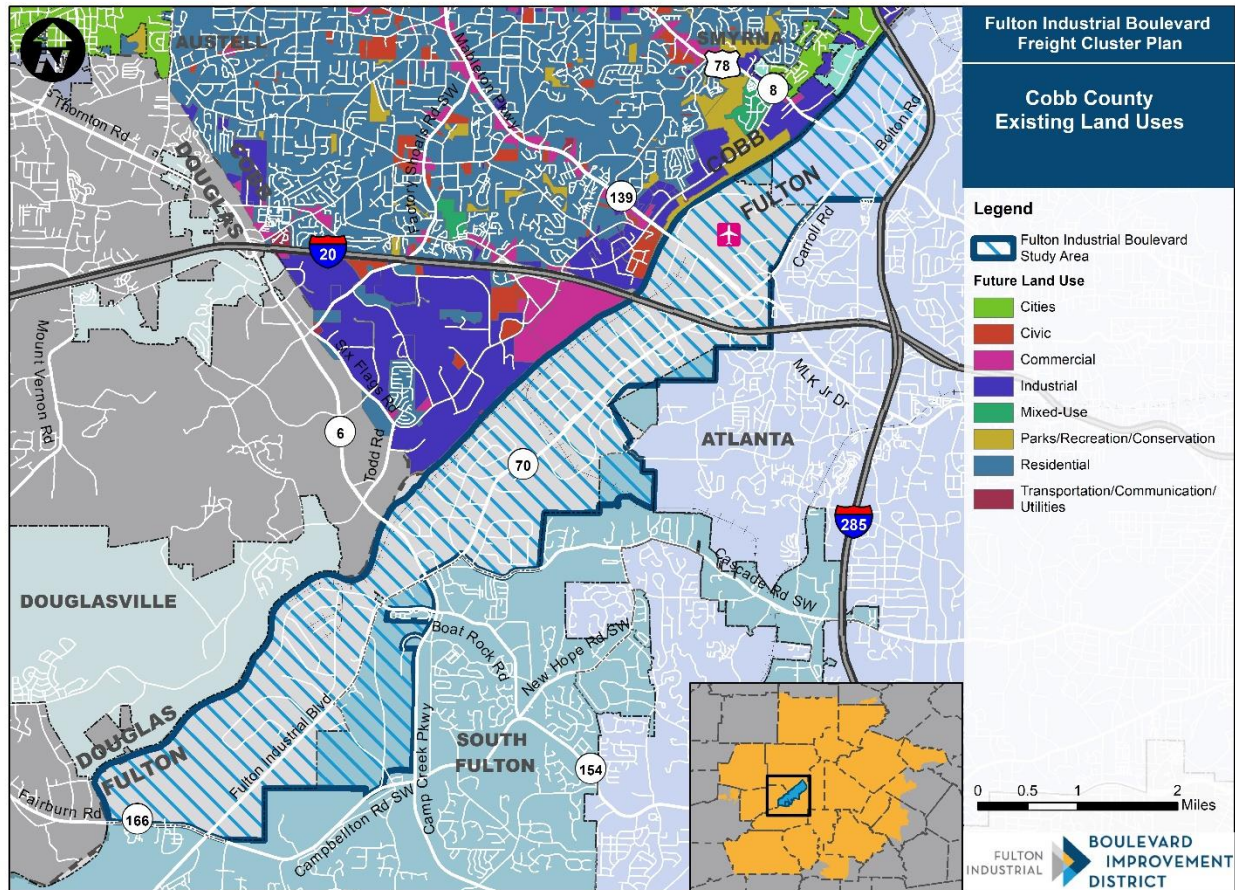 Fulton Industrial Boulevard
Freight Cluster Plan
Cobb County
Existing Land Uses
Legend
Fulton Industrial Boulevard
Study Area
Future Land Use
Cities
Civic
Commercial
Industrial
Mixed-Use
Parks/Recreation/Conservation
Residential
Transportation/Communication/
Utilities
0 0.5 1 2
Miles
FULTON
INDUSTRIAL
BOULEVARD
IMPROVEMENT
DISTRICT
N
AUSTELL
SMYRNA
Mableton Pkwy
78
8
Thornton Rd
Factory Shoals Rd SW
Bolton Rd
DOUGLAS
COBB
COBB
FULTON
139
20
Carroll Rd
Mount Vernon Rd
Six Flags Rd
MLK Jr Dr
6
Todd Rd
70
ATLANTA
285
Cascade Rd SW
DOUGLASVILLE
Boat Rock Rd
New Hope Rd SW
DOUGLAS
FULTON
Fulton Industrial Blvd
Camp Creek Pkwy
SOUTH
FULTON
154
Fairburn Rd
166
Campbellton Rd SW